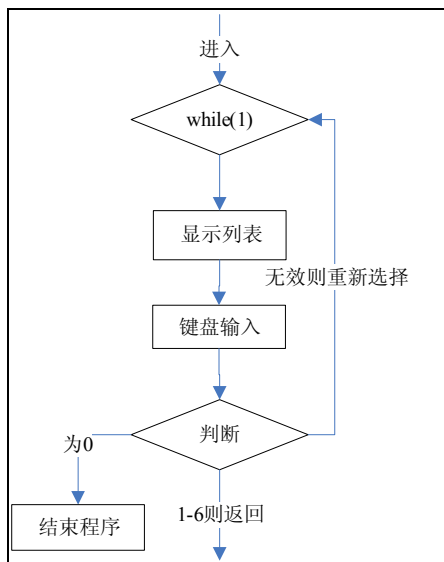 进入
while(1)
显示列表
无效则重新选择
键盘输入
为0
判断
1-6则返回
结束程序